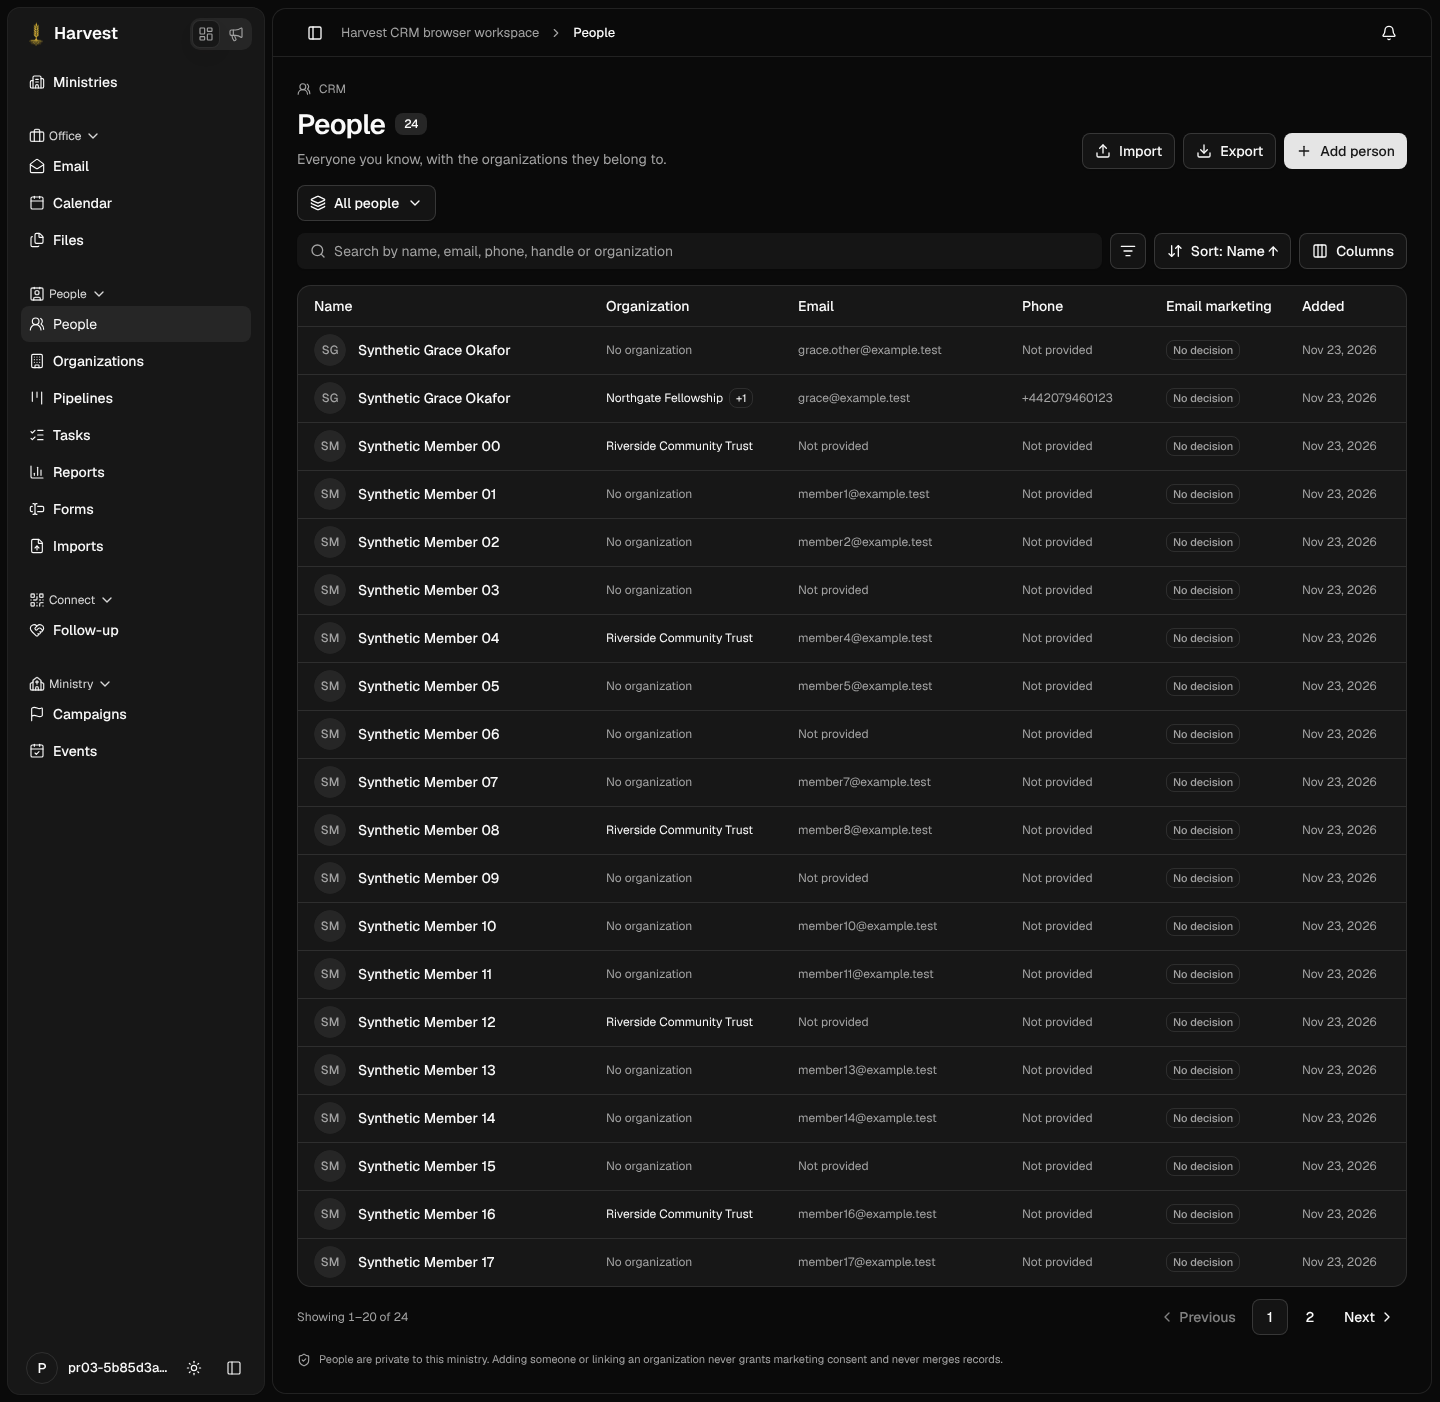 Harvest
Ministries
Office
Email
Calendar
Files
People
People
Organizations
Pipelines
Tasks
Reports
Forms
Imports
Connect
Follow-up
Ministry
Campaigns
Events
P pr03-5b85d3a...
Harvest CRM browser workspace > People
CRM
People 24
Everyone you know, with the organizations they belong to.
Import Export + Add person
All people
Search by name, email, phone, handle or organization
Sort: Name ↑ Columns
Name Organization Email Phone Email marketing Added
SG Synthetic Grace Okafor No organization grace.other@example.test Not provided No decision Nov 23, 2026
SG Synthetic Grace Okafor Northgate Fellowship +1 grace@example.test +442079460123 No decision Nov 23, 2026
SM Synthetic Member 00 Riverside Community Trust Not provided Not provided No decision Nov 23, 2026
SM Synthetic Member 01 No organization member1@example.test Not provided No decision Nov 23, 2026
SM Synthetic Member 02 No organization member2@example.test Not provided No decision Nov 23, 2026
SM Synthetic Member 03 No organization Not provided Not provided No decision Nov 23, 2026
SM Synthetic Member 04 Riverside Community Trust member4@example.test Not provided No decision Nov 23, 2026
SM Synthetic Member 05 No organization member5@example.test Not provided No decision Nov 23, 2026
SM Synthetic Member 06 No organization Not provided Not provided No decision Nov 23, 2026
SM Synthetic Member 07 No organization member7@example.test Not provided No decision Nov 23, 2026
SM Synthetic Member 08 Riverside Community Trust member8@example.test Not provided No decision Nov 23, 2026
SM Synthetic Member 09 No organization Not provided Not provided No decision Nov 23, 2026
SM Synthetic Member 10 No organization member10@example.test Not provided No decision Nov 23, 2026
SM Synthetic Member 11 No organization member11@example.test Not provided No decision Nov 23, 2026
SM Synthetic Member 12 Riverside Community Trust Not provided Not provided No decision Nov 23, 2026
SM Synthetic Member 13 No organization member13@example.test Not provided No decision Nov 23, 2026
SM Synthetic Member 14 No organization member14@example.test Not provided No decision Nov 23, 2026
SM Synthetic Member 15 No organization Not provided Not provided No decision Nov 23, 2026
SM Synthetic Member 16 Riverside Community Trust member16@example.test Not provided No decision Nov 23, 2026
SM Synthetic Member 17 No organization member17@example.test Not provided No decision Nov 23, 2026
Showing 1–20 of 24 Previous 1 2 Next
People are private to this ministry. Adding someone or linking an organization never grants marketing consent and never merges records.